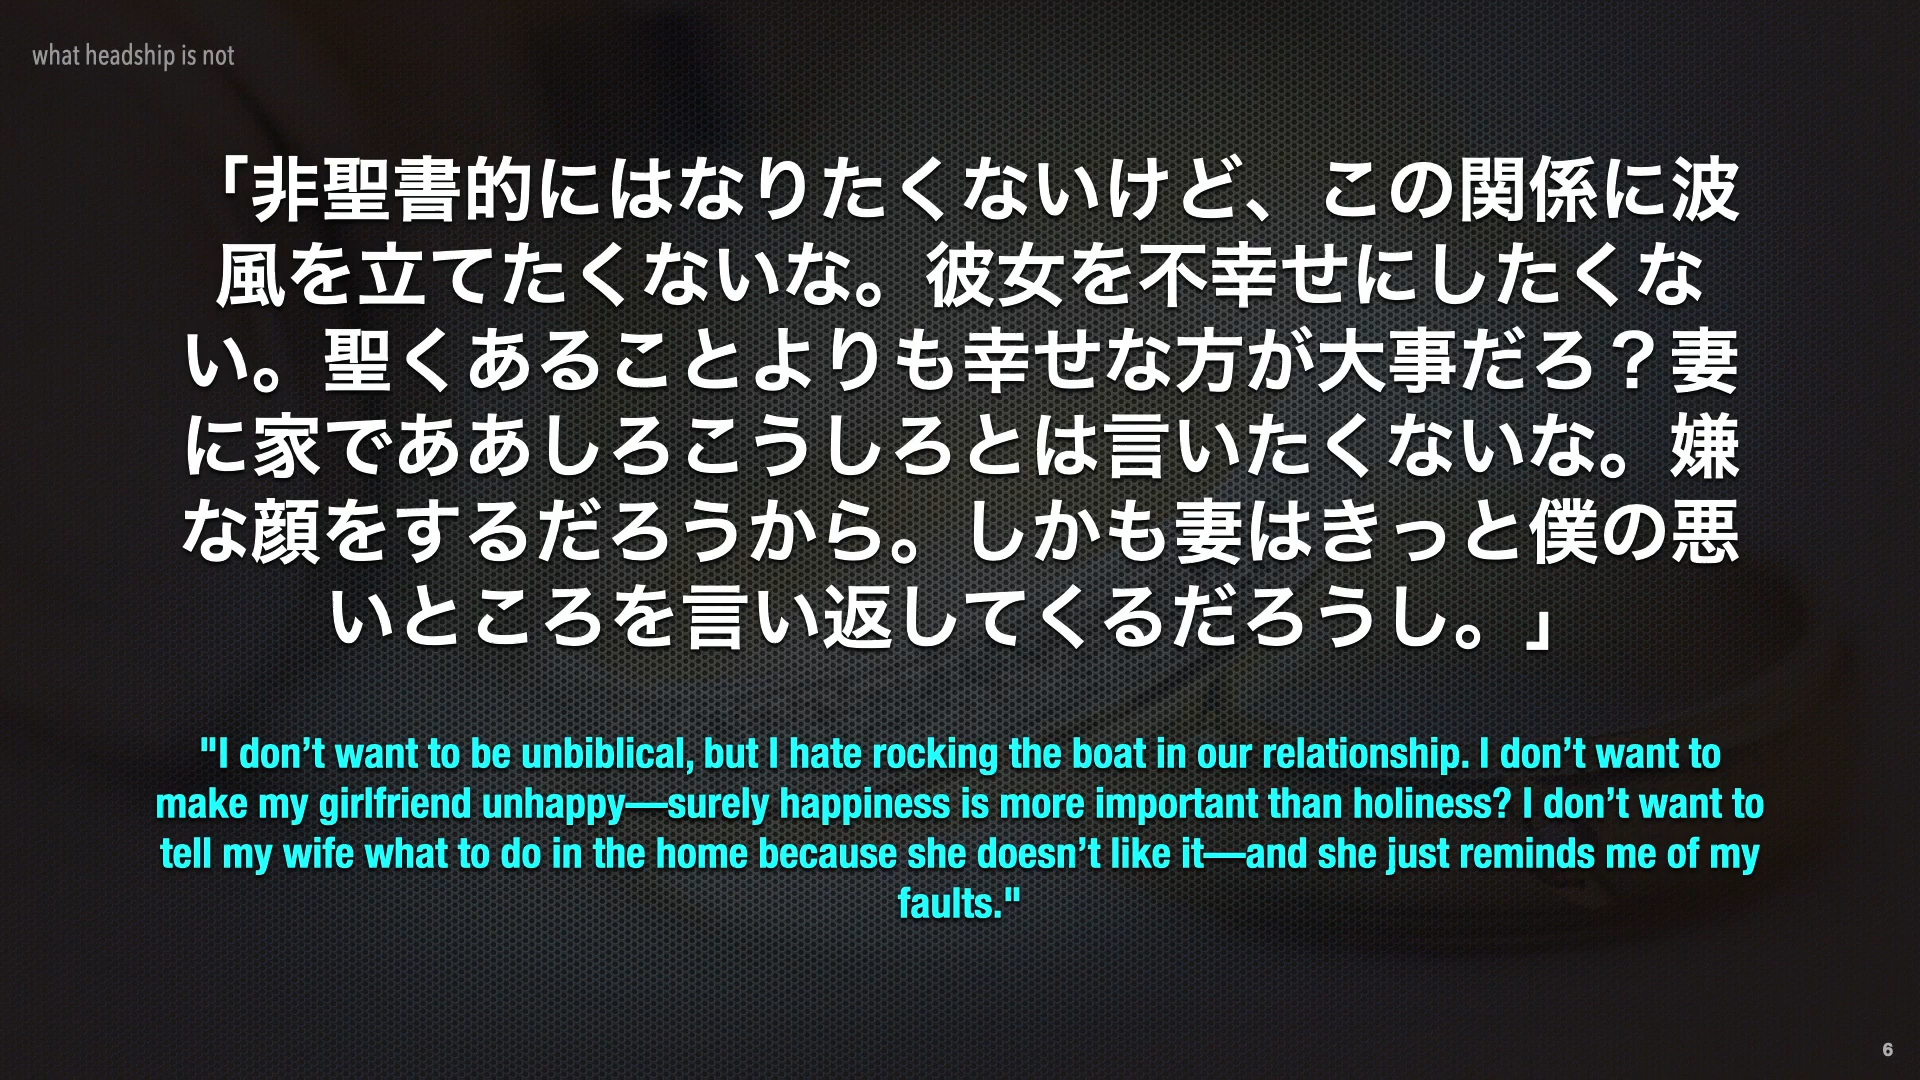 what headship is not
「非聖書的にはなりたくないけど、この関係に波
風を立てたくないな。彼女を不幸せにしたくな
い。聖くあることよりも幸せな方が大事だろ？妻
に家でああしろこうしろとは言いたくないな。嫌
な顔をするだろうから。しかも妻はきっと僕の悪
いところを言い返してくるだろうし。」
"I don’t want to be unbiblical, but I hate rocking the boat in our relationship. I don’t want to
make my girlfriend unhappy—surely happiness is more important than holiness? I don’t want to
tell my wife what to do in the home because she doesn’t like it—and she just reminds me of my
faults."
6